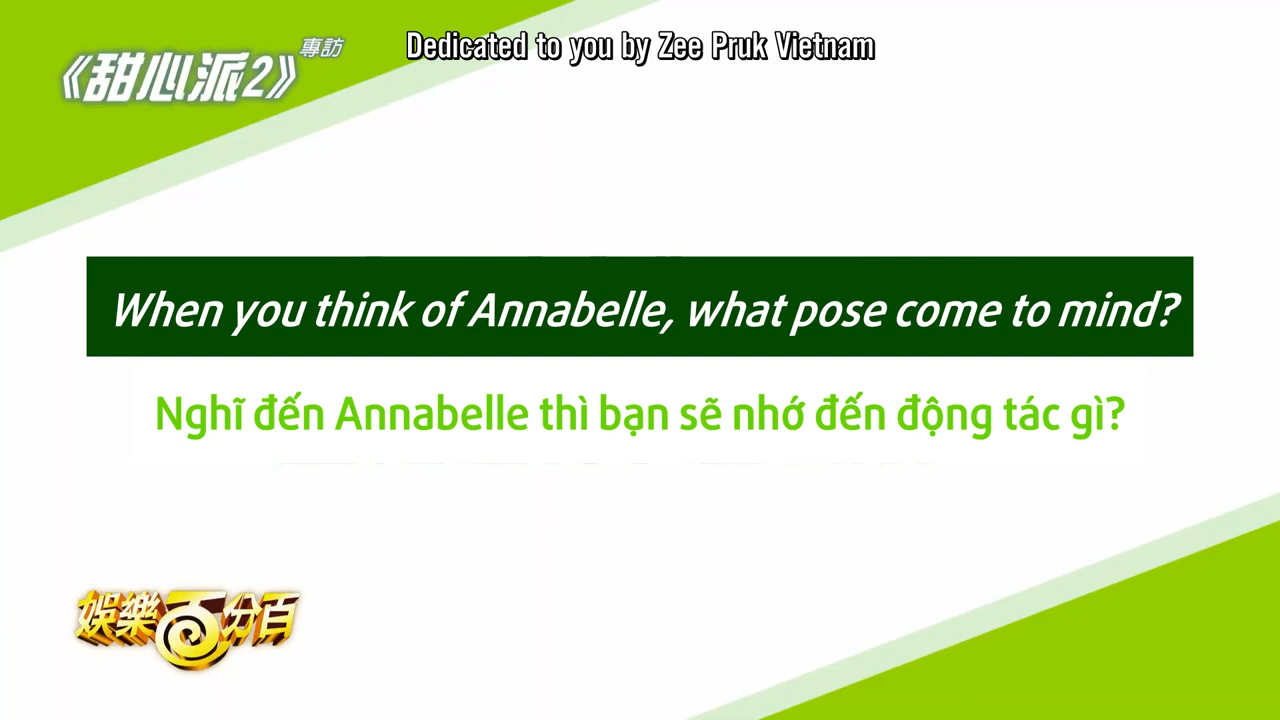 《甜心派2》專訪
Dedicated to you by Zee Pruk Vietnam
When you think of Annabelle, what pose come to mind?
Nghĩ đến Annabelle thì bạn sẽ nhớ đến động tác gì?
娛樂百分百